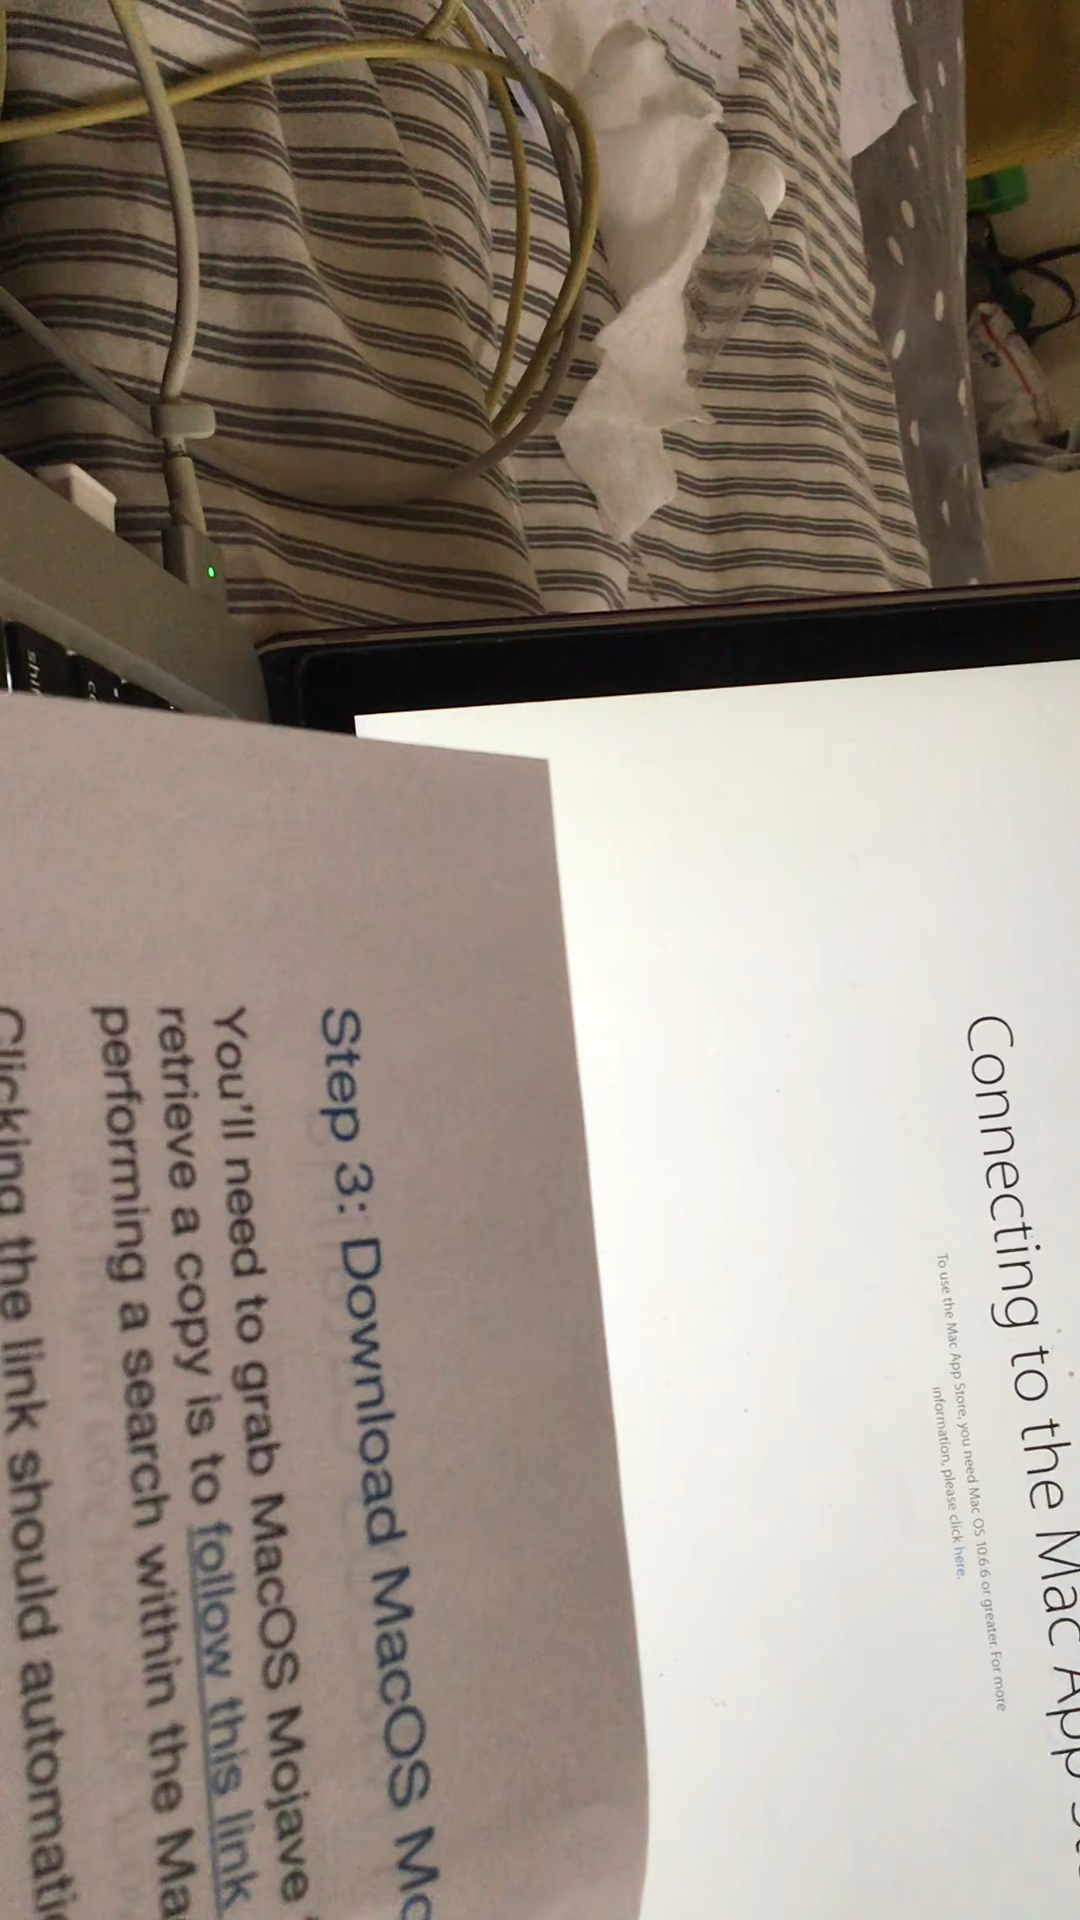 Connecting to the Mac App
To use the Mac App Store, you need Mac OS 10.6.6 or greater. For more
information, please click here.
Step 3: Download MacOS
You'll need to grab MacOS Mojave
retrieve a copy is to follow this link
performing a search within the
Clicking the link should